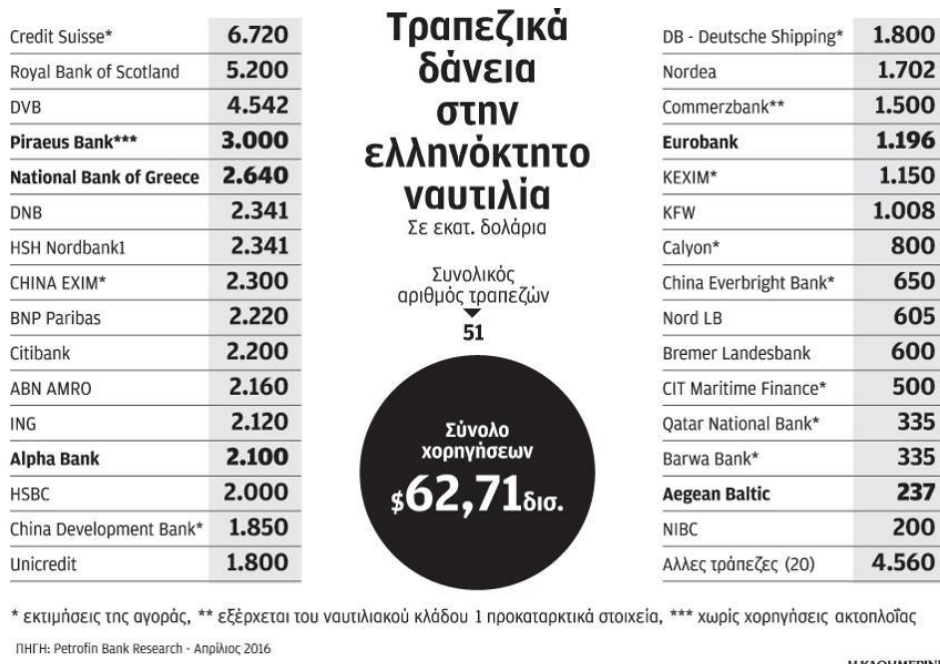 Τραπεζικά
δάνεια
στην
ελληνόκτητο
ναυτιλία
Σε εκατ. δολάρια
Συνολικός
αριθμός τραπεζών
51
Σύνολο
χορηγήσεων
$62,71δισ.
Credit Suisse* 6.720
Royal Bank of Scotland 5.200
DVB 4.542
Piraeus Bank*** 3.000
National Bank of Greece 2.640
DNB 2.341
HSH Nordbank1 2.341
CHINA EXIM* 2.300
BNP Paribas 2.220
Citibank 2.200
ABN AMRO 2.160
ING 2.120
Alpha Bank 2.100
HSBC 2.000
China Development Bank* 1.850
Unicredit 1.800
DB - Deutsche Shipping* 1.800
Nordea 1.702
Commerzbank** 1.500
Eurobank 1.196
KEXIM* 1.150
KFW 1.008
Calyon* 800
China Everbright Bank* 650
Nord LB 605
Bremer Landesbank 600
CIT Maritime Finance* 500
Qatar National Bank* 335
Barwa Bank* 335
Aegean Baltic 237
NIBC 200
Αλλες τράπεζες (20) 4.560
* εκτιμήσεις της αγοράς, ** εξέρχεται του ναυτιλιακού κλάδου 1 προκαταρκτικά στοιχεία, *** χωρίς χορηγήσεις ακτοπλοΐας
ΠΗΓΗ: Petrofin Bank Research - Απρίλιος 2016
Η ΚΑΘΗΜΕΡΙΝΗ